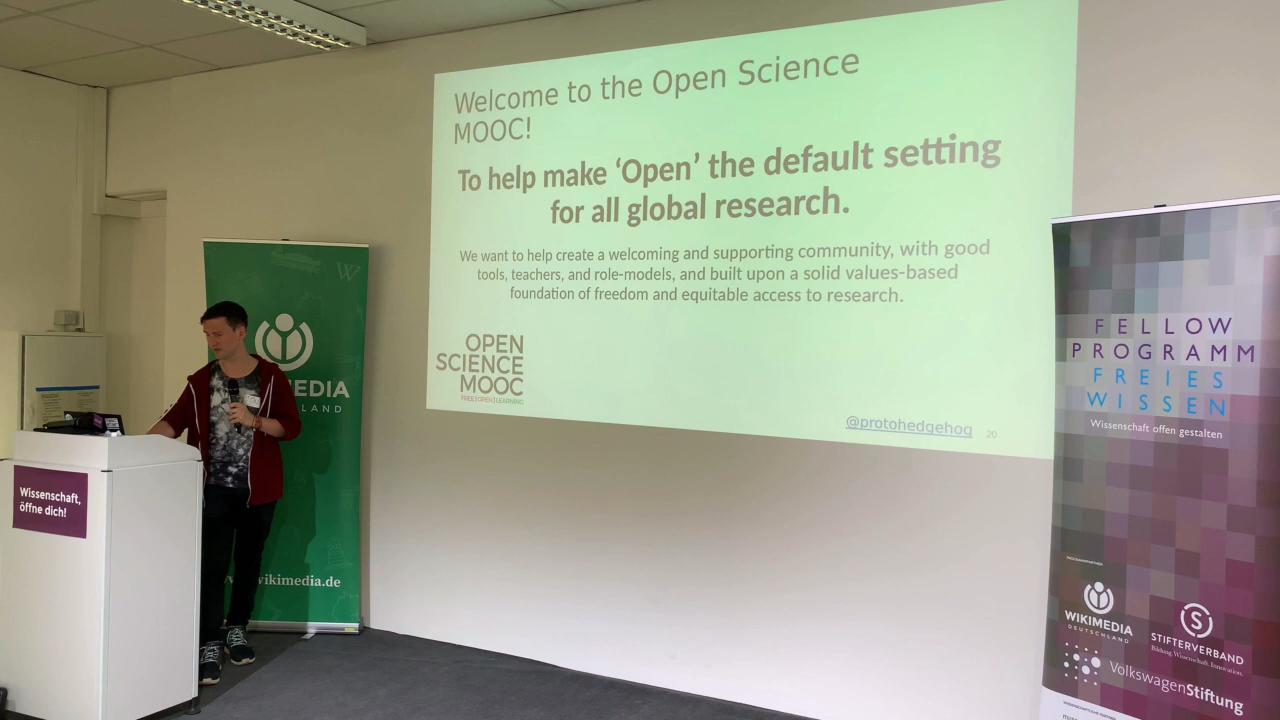 Welcome to the Open Science
MOOC!
To help make ‘Open’ the default setting
for all global research.
We want to help create a welcoming and supporting community, with good
tools, teachers, and role-models, and built upon a solid values-based
foundation of freedom and equitable access to research.
OPEN
SCIENCE
MOOC
FREE|OPEN|LEARNING
@protohedgehog
20
W
MEDIA
LAND
wikimedia.de
Wissenschaft,
öffne dich!
FELLOW
PROGRAMM
FREIES
WISSEN
Wissenschaft offen gestalten
WIKIMEDIA
DEUTSCHLAND
S
STIFTERVERBAND
Bildung. Wissenschaft. Innovation.
VolkswagenStiftung